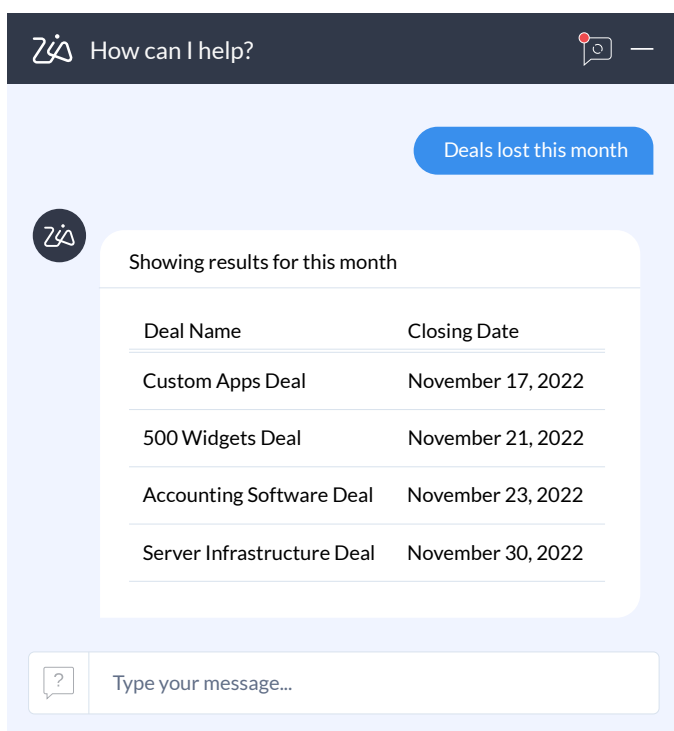 Zia How can I help?
Deals lost this month
Zia
Showing results for this month
Deal Name Closing Date
Custom Apps Deal November 17, 2022
500 Widgets Deal November 21, 2022
Accounting Software Deal November 23, 2022
Server Infrastructure Deal November 30, 2022
? Type your message...